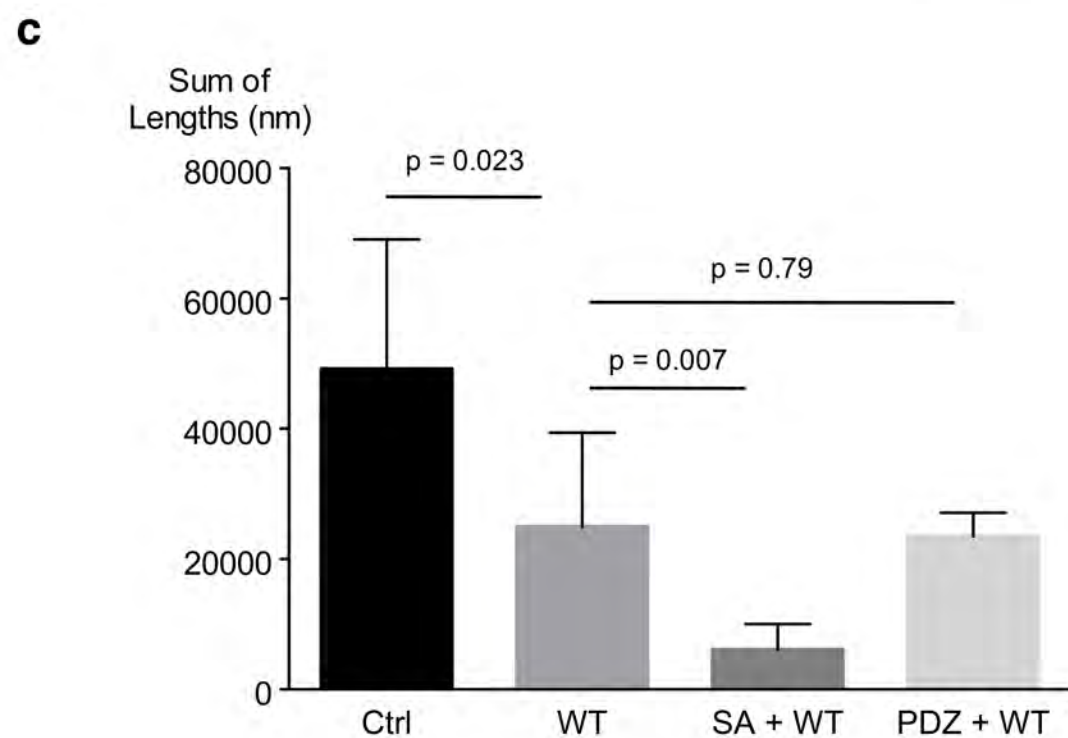 c
Sum of
Lengths (nm)
80000
60000
40000
20000
0
p = 0.023
p = 0.79
p = 0.007
Ctrl
WT
SA + WT
PDZ + WT